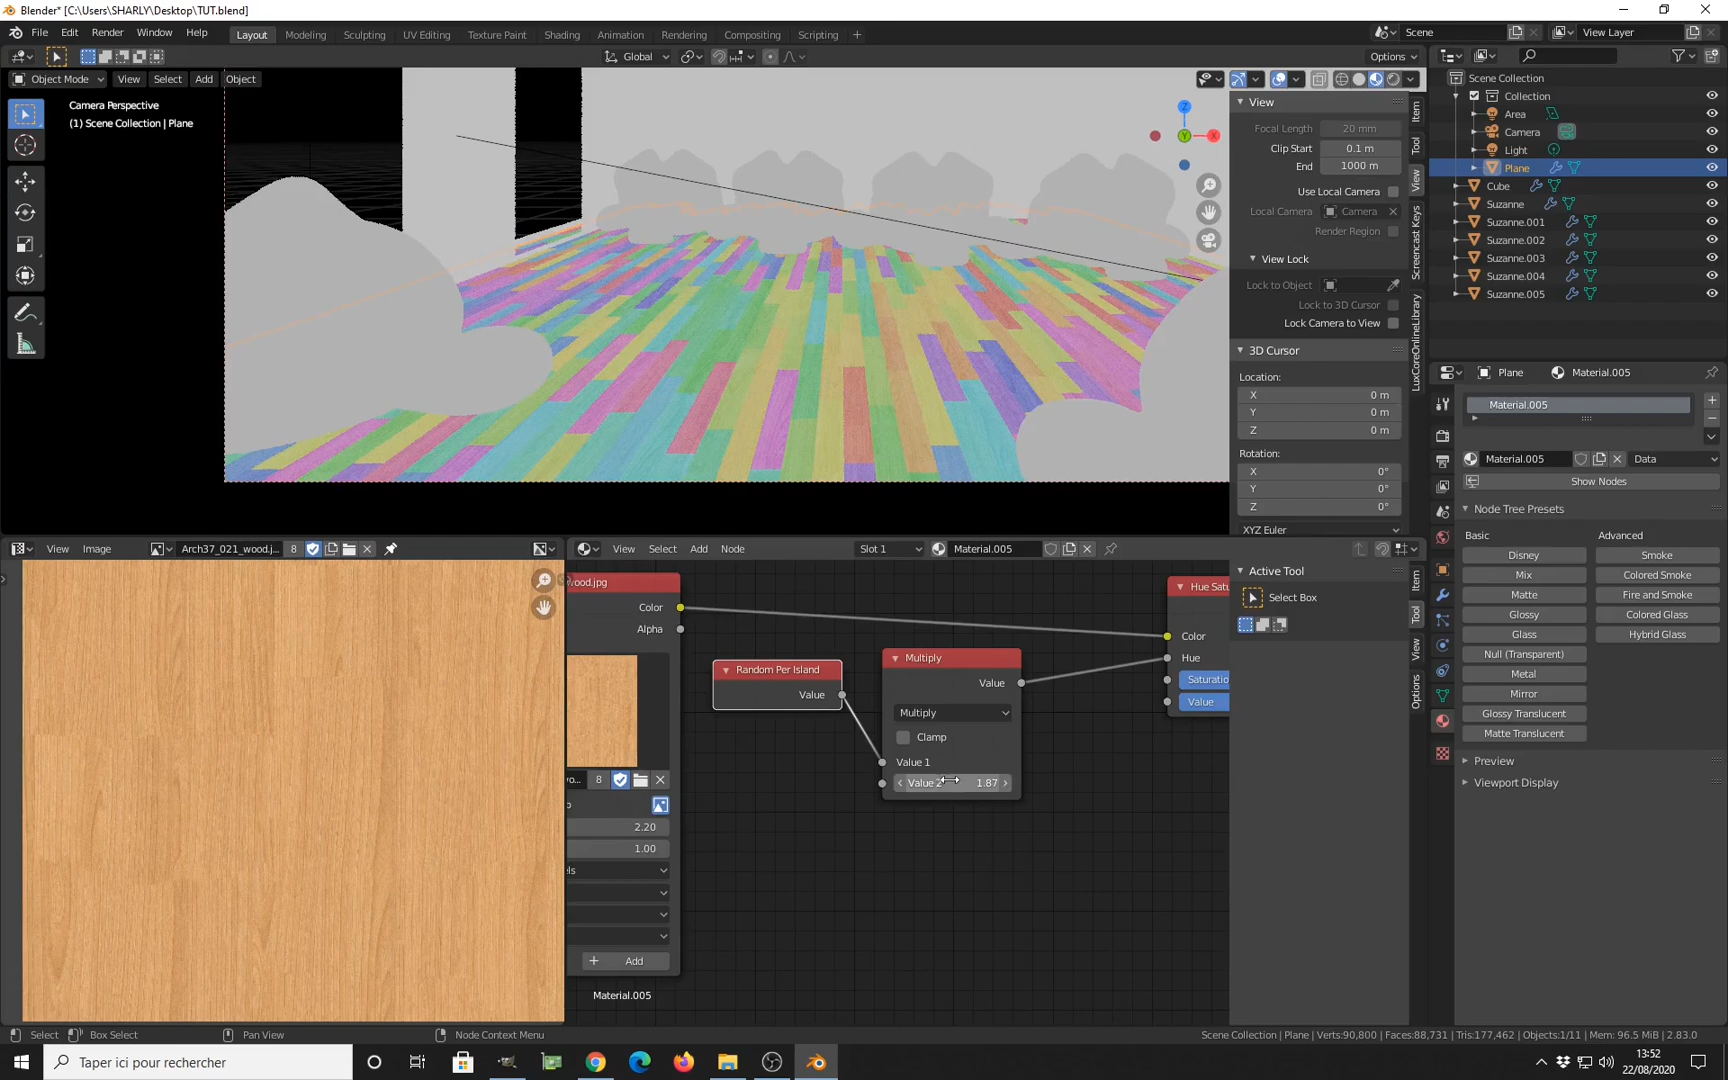 Blender* [C:\Users\SHARLY\Desktop\TUT.blend]
File Edit Render Window Help Layout Modeling Sculpting UV Editing Texture Paint Shading Animation Rendering Compositing Scripting + Scene View Layer
Global Options
Object Mode View Select Add Object
Camera Perspective
(1) Scene Collection | Plane
Z
Y
X
View
Focal Length 20 mm
Clip Start 0.1 m
End 1000 m
Use Local Camera
Local Camera Camera
Render Region
View Lock
Lock to Object
Lock to 3D Cursor
Lock Camera to View
3D Cursor
Location:
X 0 m
Y 0 m
Z 0 m
Rotation:
X 0°
Y 0°
Z 0°
XYZ Euler
Item
Tool
View
Screencast Keys
LuxCoreOnlineLibrary
Scene Collection
Collection
Area
Camera
Light
Plane
Cube
Suzanne
Suzanne.001
Suzanne.002
Suzanne.003
Suzanne.004
Suzanne.005
Plane Material.005
Material.005
Material.005 Data
Show Nodes
Node Tree Presets
Basic Advanced
Disney Smoke
Mix Colored Smoke
Matte Fire and Smoke
Glossy Colored Glass
Glass Hybrid Glass
Null (Transparent)
Metal
Mirror
Glossy Translucent
Matte Translucent
Preview
Viewport Display
View Image Arch37_021_wood.j... 8
View Select Add Node Slot 1 Material.005
wood.jpg
Color
Alpha
8
2.20
1.00
els
+ Add
Material.005
Random Per Island
Value
Multiply
Value
Multiply
Clamp
Value 1
Value 2 1.87
Hue Satu
Color
Hue
Saturatio
Value
Active Tool
Select Box
Item
Tool
View
Options
Select Box Select Pan View Node Context Menu
Scene Collection | Plane | Verts:90,800 | Faces:88,731 | Tris:177,462 | Objects:1/11 | Mem: 96.5 MiB | 2.83.0
Taper ici pour rechercher
13:52
22/08/2020